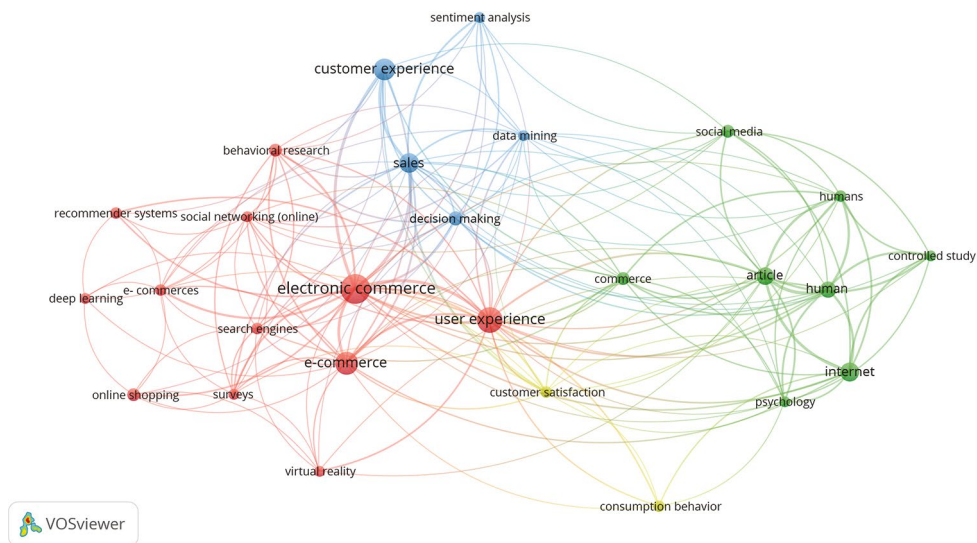 sentiment analysis
customer experience
social media
data mining
behavioral research
sales
humans
recommender systems
social networking (online)
decision making
controlled study
commerce
article
electronic commerce
human
deep learning
e- commerces
user experience
search engines
e-commerce
internet
online shopping
surveys
customer satisfaction
psychology
virtual reality
consumption behavior
VOSviewer